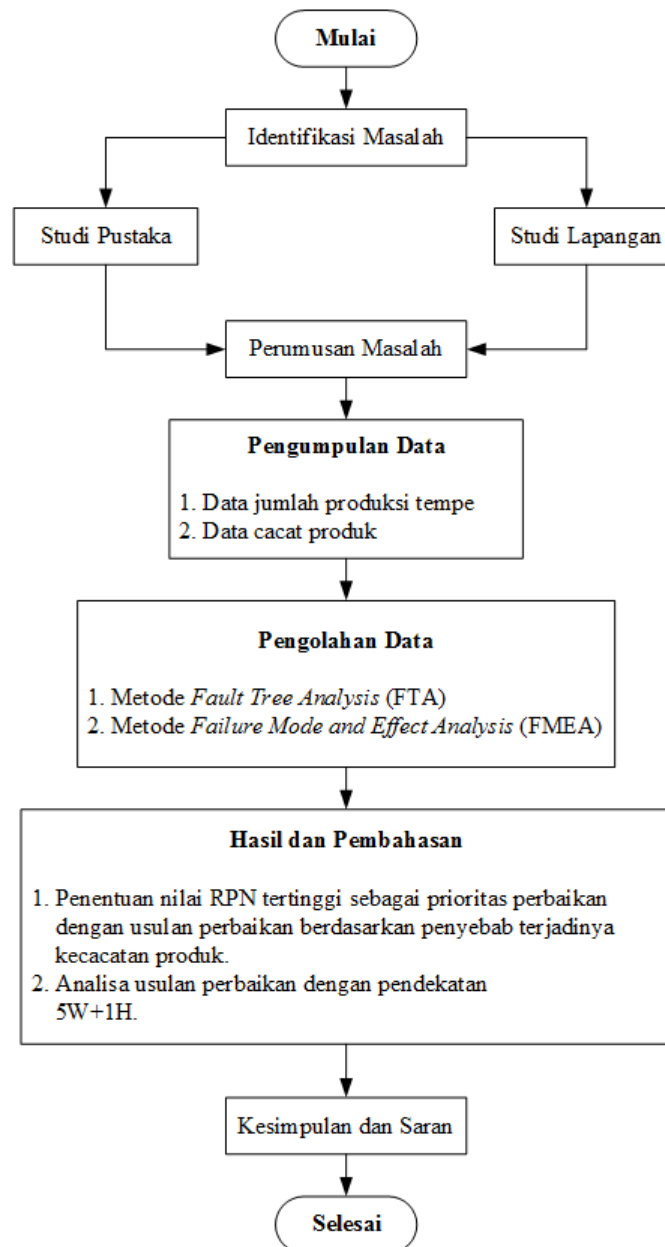 Mulai
Identifikasi Masalah
Studi Pustaka
Studi Lapangan
Perumusan Masalah
Pengumpulan Data
1. Data jumlah produksi tempe
2. Data cacat produk
Pengolahan Data
1. Metode Fault Tree Analysis (FTA)
2. Metode Failure Mode and Effect Analysis (FMEA)
Hasil dan Pembahasan
1. Penentuan nilai RPN tertinggi sebagai prioritas perbaikan
dengan usulan perbaikan berdasarkan penyebab terjadinya
kecacatan produk.
2. Analisa usulan perbaikan dengan pendekatan
5W+1H.
Kesimpulan dan Saran
Selesai